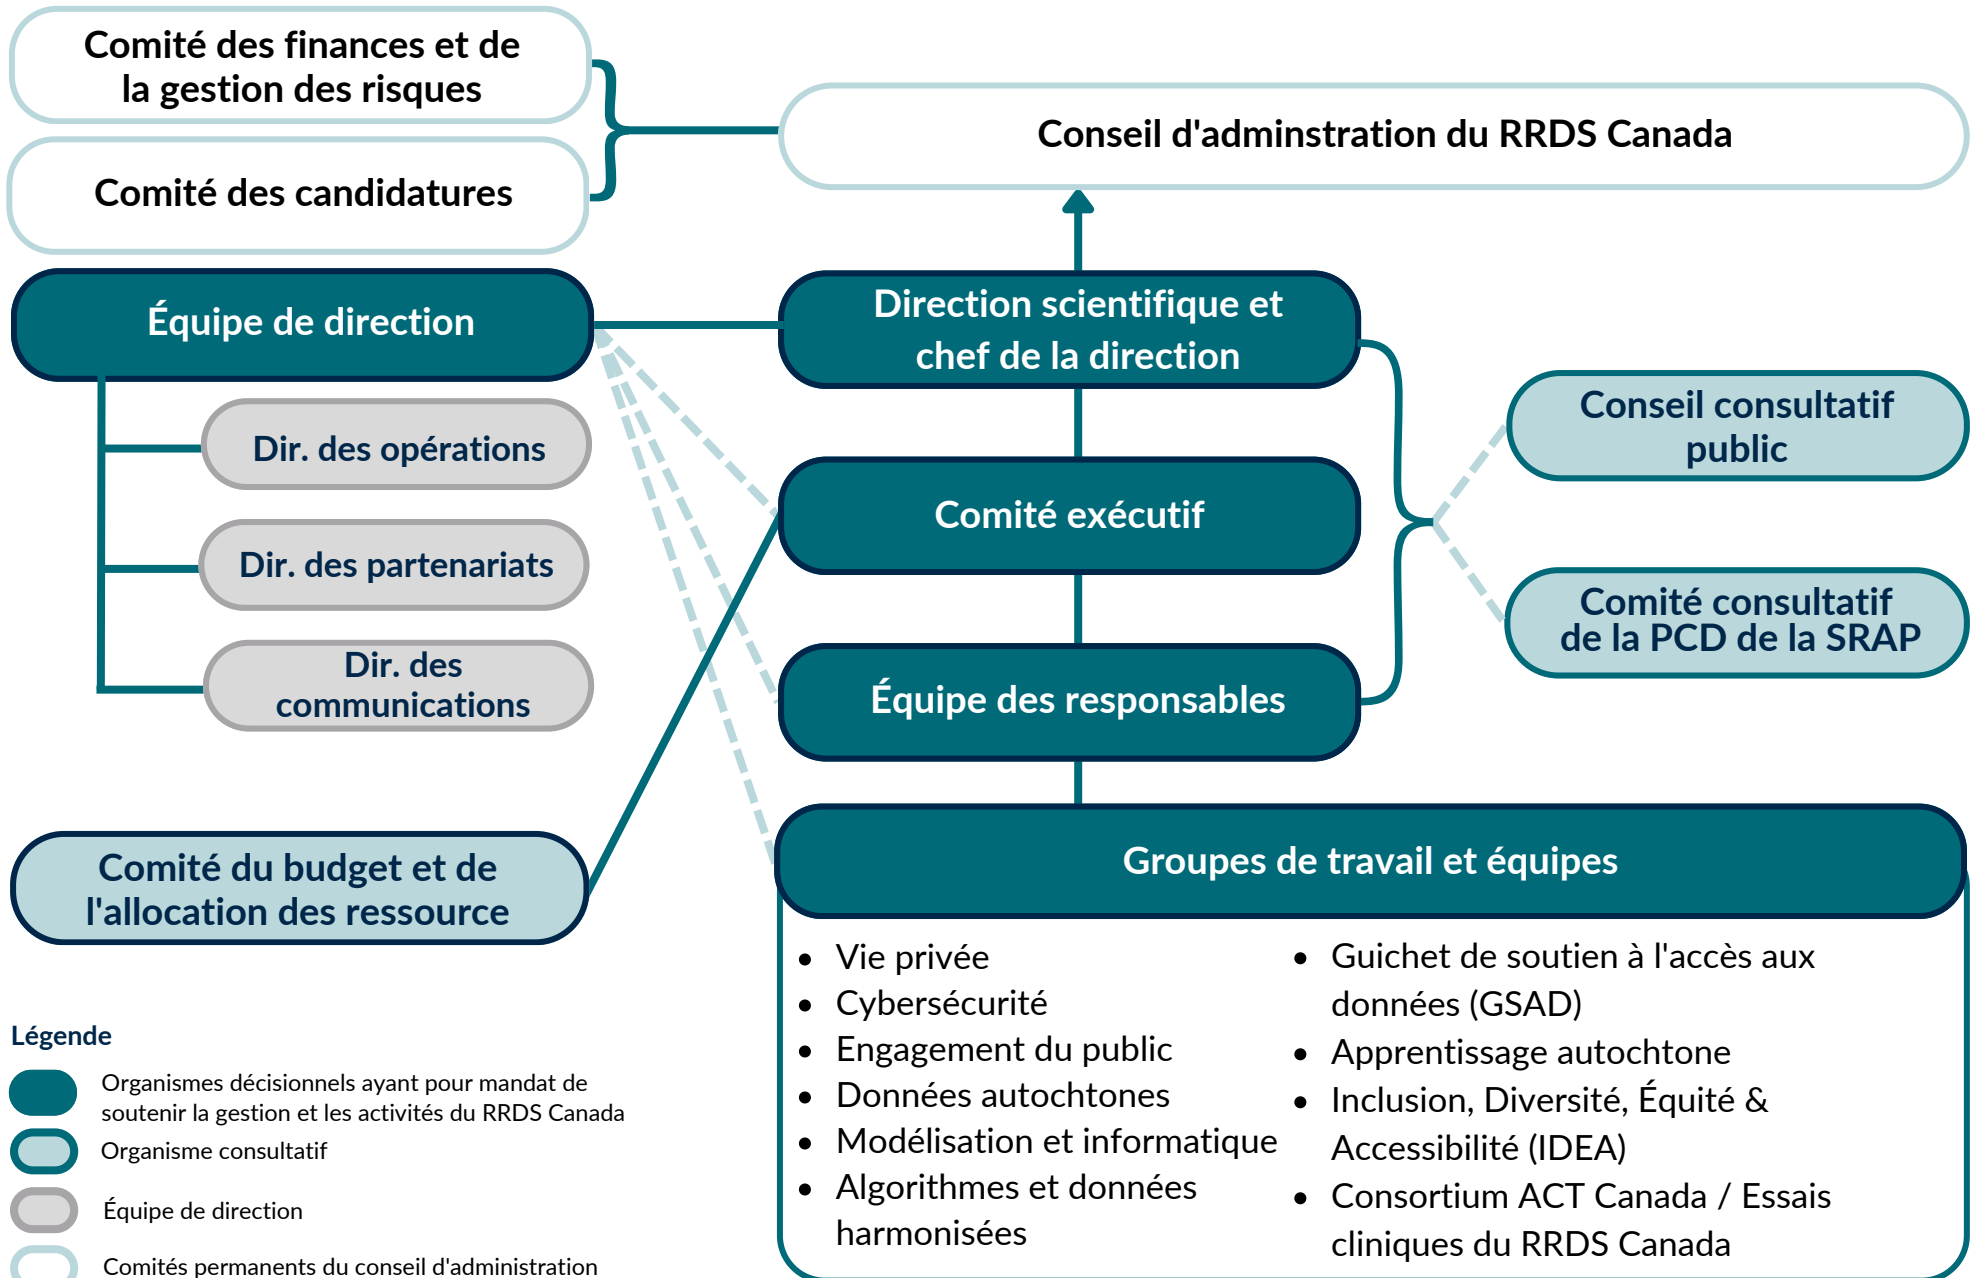 Comité des finances et de
la gestion des risques
Conseil d'adminstration du RRDS Canada
Comité des candidatures
Équipe de direction
Direction scientifique et
chef de la direction
Dir. des opérations
Dir. des partenariats
Dir. des
communications
Comité exécutif
Équipe des responsables
Conseil consultatif
public
Comité consultatif
de la PCD de la SRAP
Comité du budget et de
l'allocation des ressource
Groupes de travail et équipes
• Vie privée
• Cybersécurité
• Engagement du public
• Données autochtones
• Modélisation et informatique
• Algorithmes et données
harmonisées
• Guichet de soutien à l'accès aux
données (GSAD)
• Apprentissage autochtone
• Inclusion, Diversité, Équité &
Accessibilité (IDEA)
• Consortium ACT Canada / Essais
cliniques du RRDS Canada
Légende
Organismes décisionnels ayant pour mandat de
soutenir la gestion et les activités du RRDS Canada
Organisme consultatif
Équipe de direction
Comités permanents du conseil d'administration